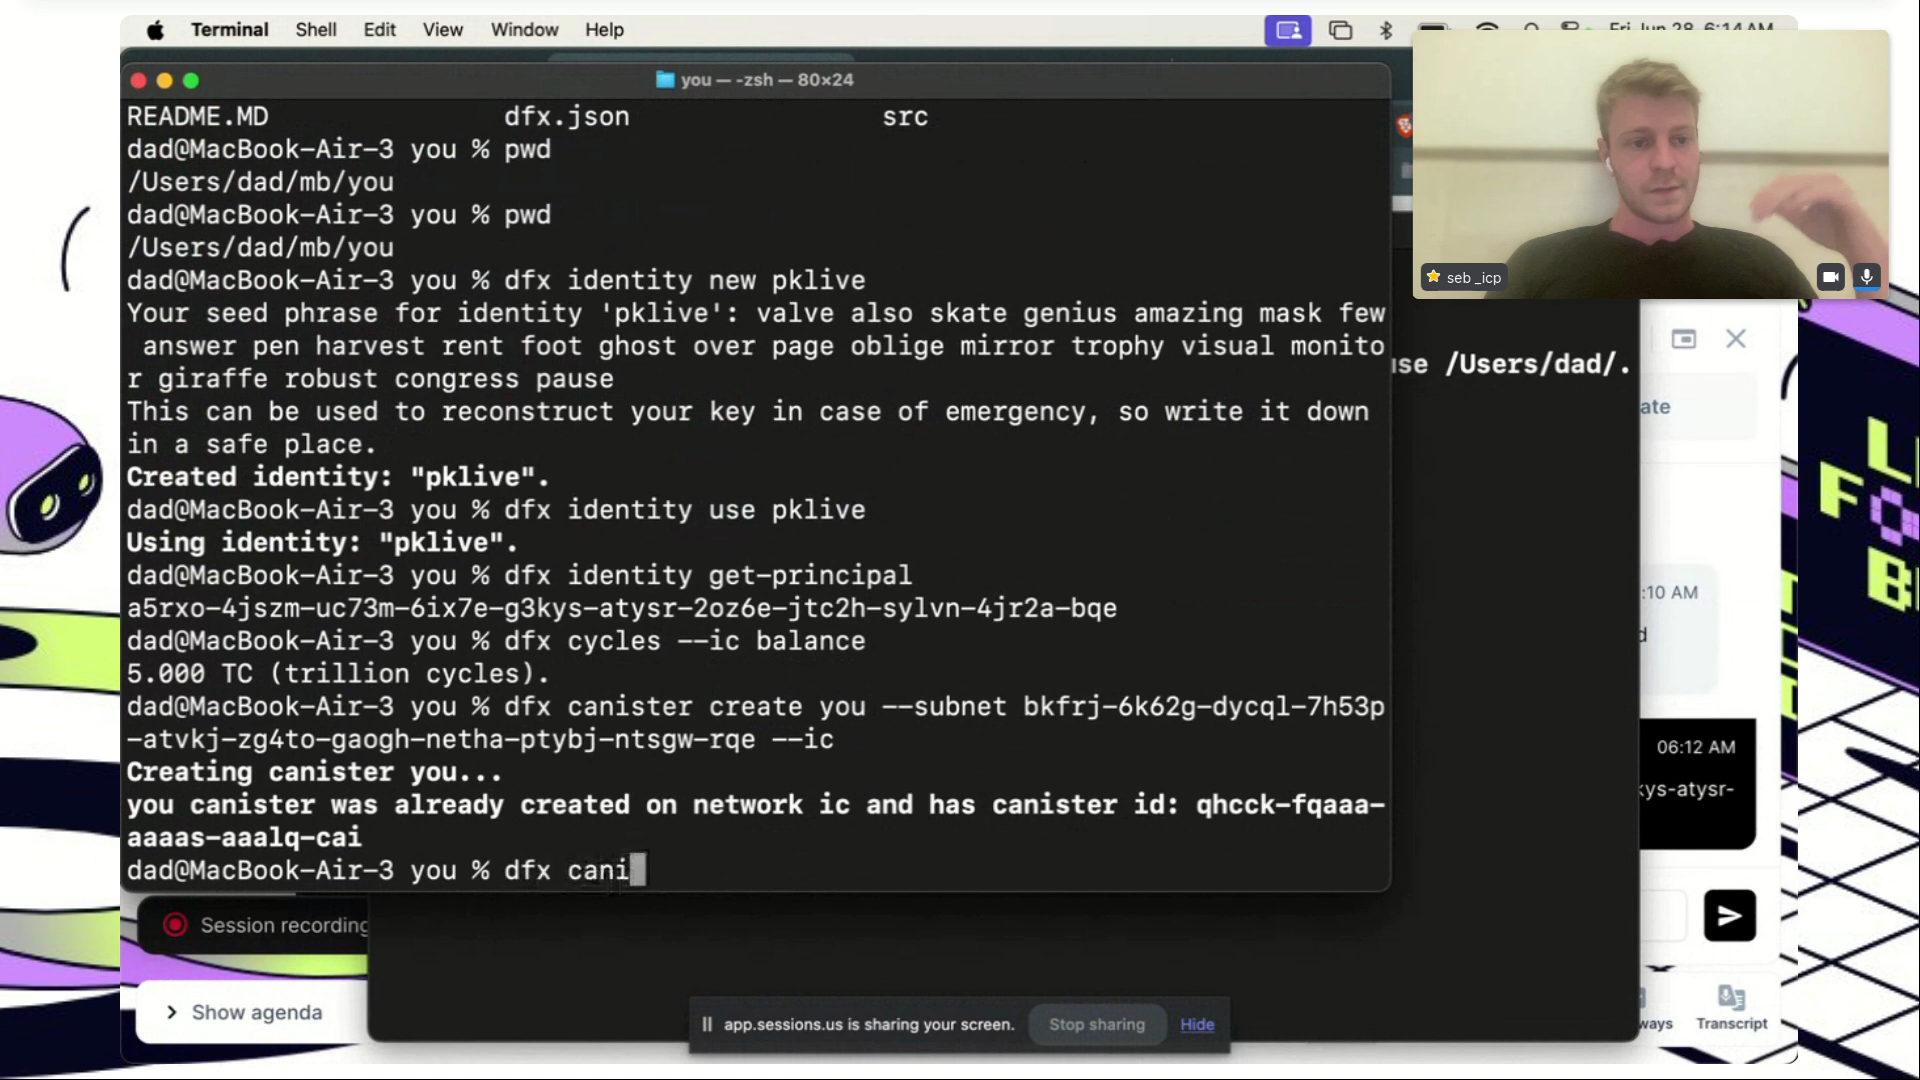 Terminal Shell Edit View Window Help
Fri Jun 28 6:14 AM
you — -zsh — 80×24
README.MD dfx.json src
dad@MacBook-Air-3 you % pwd
/Users/dad/mb/you
dad@MacBook-Air-3 you % pwd
/Users/dad/mb/you
dad@MacBook-Air-3 you % dfx identity new pklive
Your seed phrase for identity 'pklive': valve also skate genius amazing mask few
answer pen harvest rent foot ghost over page oblige mirror trophy visual monito
r giraffe robust congress pause
This can be used to reconstruct your key in case of emergency, so write it down
in a safe place.
Created identity: "pklive".
dad@MacBook-Air-3 you % dfx identity use pklive
Using identity: "pklive".
dad@MacBook-Air-3 you % dfx identity get-principal
a5rxo-4jszm-uc73m-6ix7e-g3kys-atysr-2oz6e-jtc2h-sylvn-4jr2a-bqe
dad@MacBook-Air-3 you % dfx cycles --ic balance
5.000 TC (trillion cycles).
dad@MacBook-Air-3 you % dfx canister create you --subnet bkfrj-6k62g-dycql-7h53p
-atvkj-zg4to-gaogh-netha-ptybj-ntsgw-rqe --ic
Creating canister you...
you canister was already created on network ic and has canister id: qhcck-fqaaa-
aaaas-aaalq-cai
dad@MacBook-Air-3 you % dfx cani
seb _icp
/Users/dad/.
ate
:10 AM
06:12 AM
kys-atysr-
Session recording
Show agenda
app.sessions.us is sharing your screen. Stop sharing Hide
ways Transcript